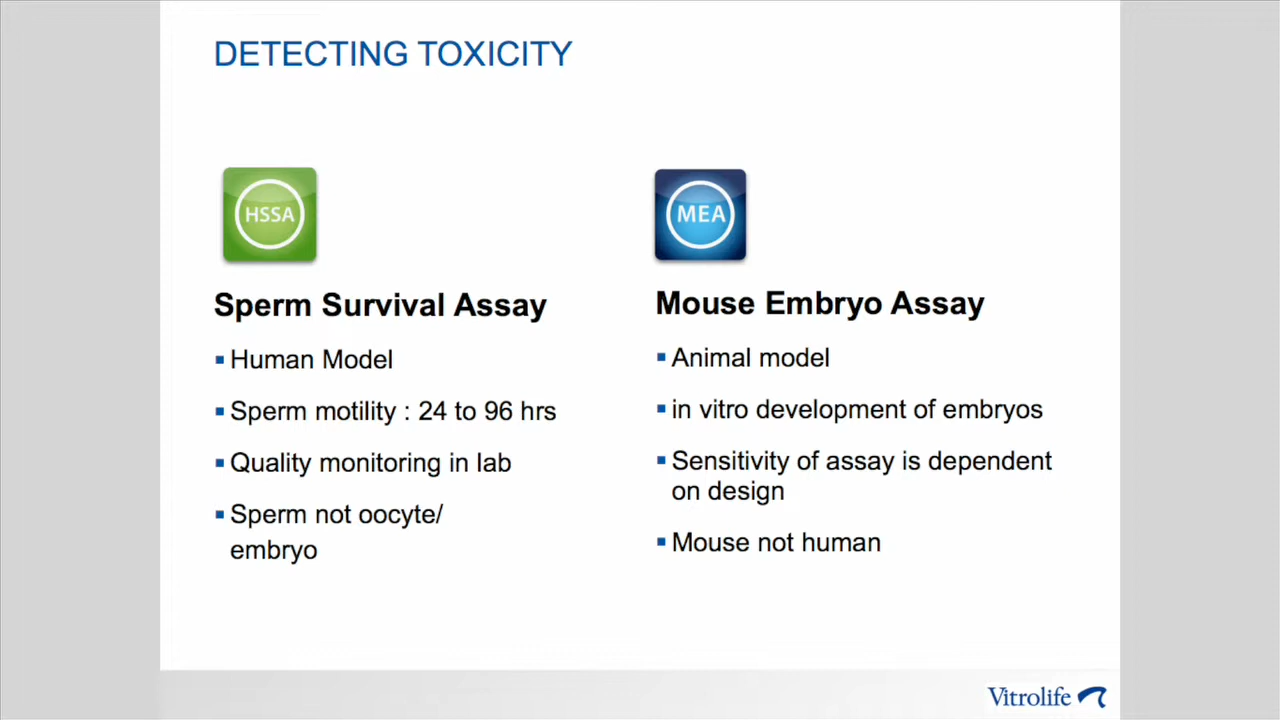 DETECTING TOXICITY
HSSA
Sperm Survival Assay
▪ Human Model
▪ Sperm motility : 24 to 96 hrs
▪ Quality monitoring in lab
▪ Sperm not oocyte/
embryo
MEA
Mouse Embryo Assay
▪ Animal model
▪ in vitro development of embryos
▪ Sensitivity of assay is dependent
on design
▪ Mouse not human
Vitrolife